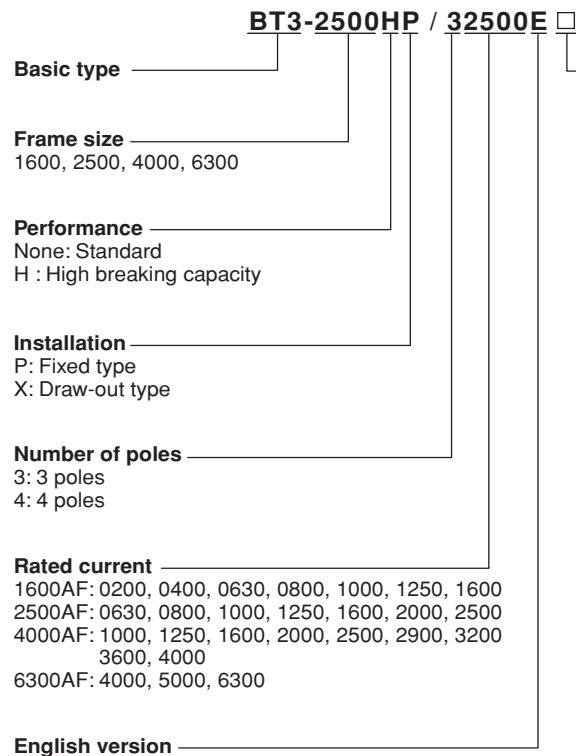 BT3-2500HP / 32500E □
Basic type
Frame size
1600, 2500, 4000, 6300
Performance
None: Standard
H : High breaking capacity
Installation
P: Fixed type
X: Draw-out type
Number of poles
3: 3 poles
4: 4 poles
Rated current
1600AF: 0200, 0400, 0630, 0800, 1000, 1250, 1600
2500AF: 0630, 0800, 1000, 1250, 1600, 2000, 2500
4000AF: 1000, 1250, 1600, 2000, 2500, 2900, 3200
3600, 4000
6300AF: 4000, 5000, 6300
English version